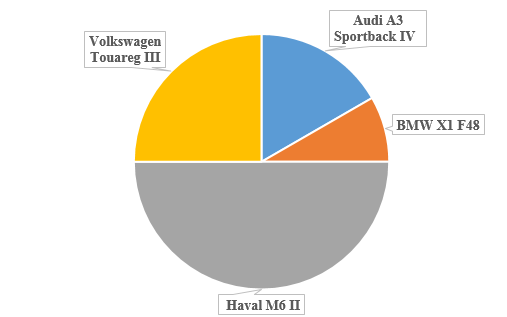 Audi A3
Sportback IV
Volkswagen
Touareg III
BMW X1 F48
Haval M6 II